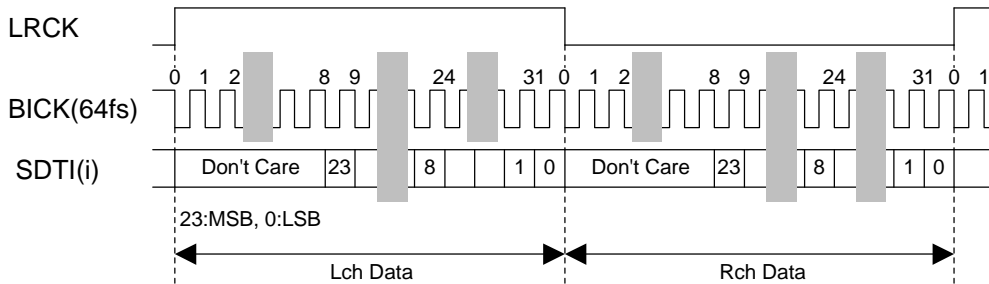 LRCK
0 1 2 8 9 24 31 0 1 2 8 9 24 31 0 1
BICK(64fs)
SDTI(i) Don't Care 23 8 1 0 Don't Care 23 8 1 0
23:MSB, 0:LSB
Lch Data Rch Data